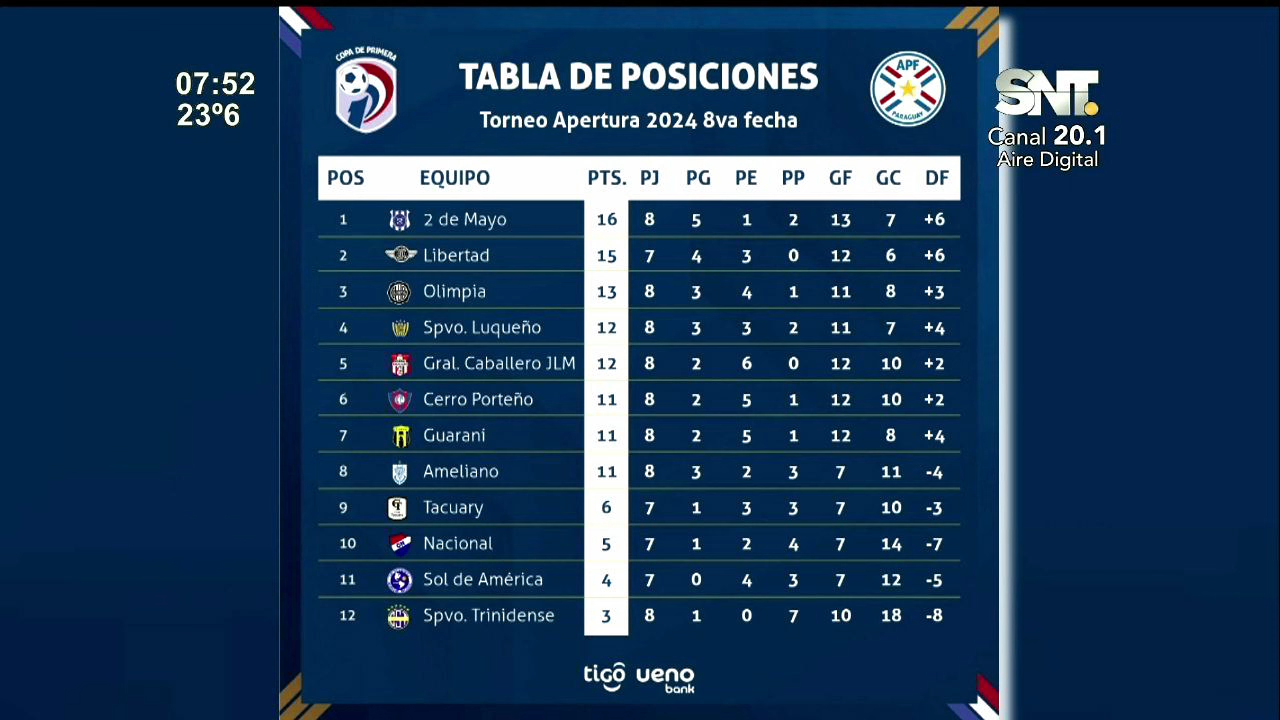 COPA DE PRIMERA
TABLA DE POSICIONES
Torneo Apertura 2024 8va fecha
APF
PARAGUAY
07:52
23º6
SNT.
Canal 20.1
Aire Digital
POS EQUIPO PTS. PJ PG PE PP GF GC DF
1 2 de Mayo 16 8 5 1 2 13 7 +6
2 Libertad 15 7 4 3 0 12 6 +6
3 Olimpia 13 8 3 4 1 11 8 +3
4 Spvo. Luqueño 12 8 3 3 2 11 7 +4
5 Gral. Caballero JLM 12 8 2 6 0 12 10 +2
6 Cerro Porteño 11 8 2 5 1 12 10 +2
7 Guaraní 11 8 2 5 1 12 8 +4
8 Ameliano 11 8 3 2 3 7 11 -4
9 Tacuary 6 7 1 3 3 7 10 -3
10 Nacional 5 7 1 2 4 7 14 -7
11 Sol de América 4 7 0 4 3 7 12 -5
12 Spvo. Trinidense 3 8 1 0 7 10 18 -8
tigo ueno
bank